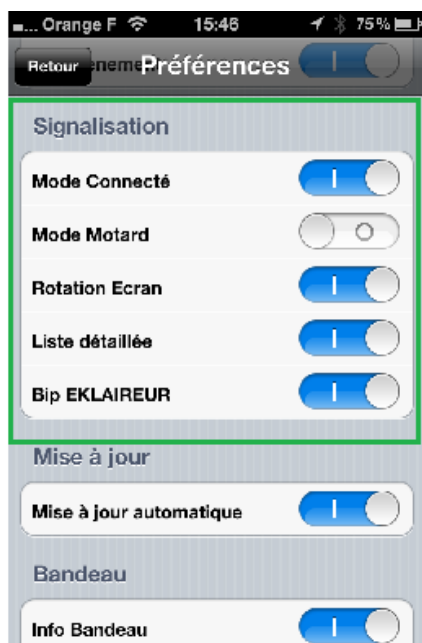 ... Orange F 15:46 75%
Retour Préférences
Signalisation
Mode Connecté
Mode Motard
Rotation Ecran
Liste détaillée
Bip EKLAIREUR
Mise à jour
Mise à jour automatique
Bandeau
Info Bandeau